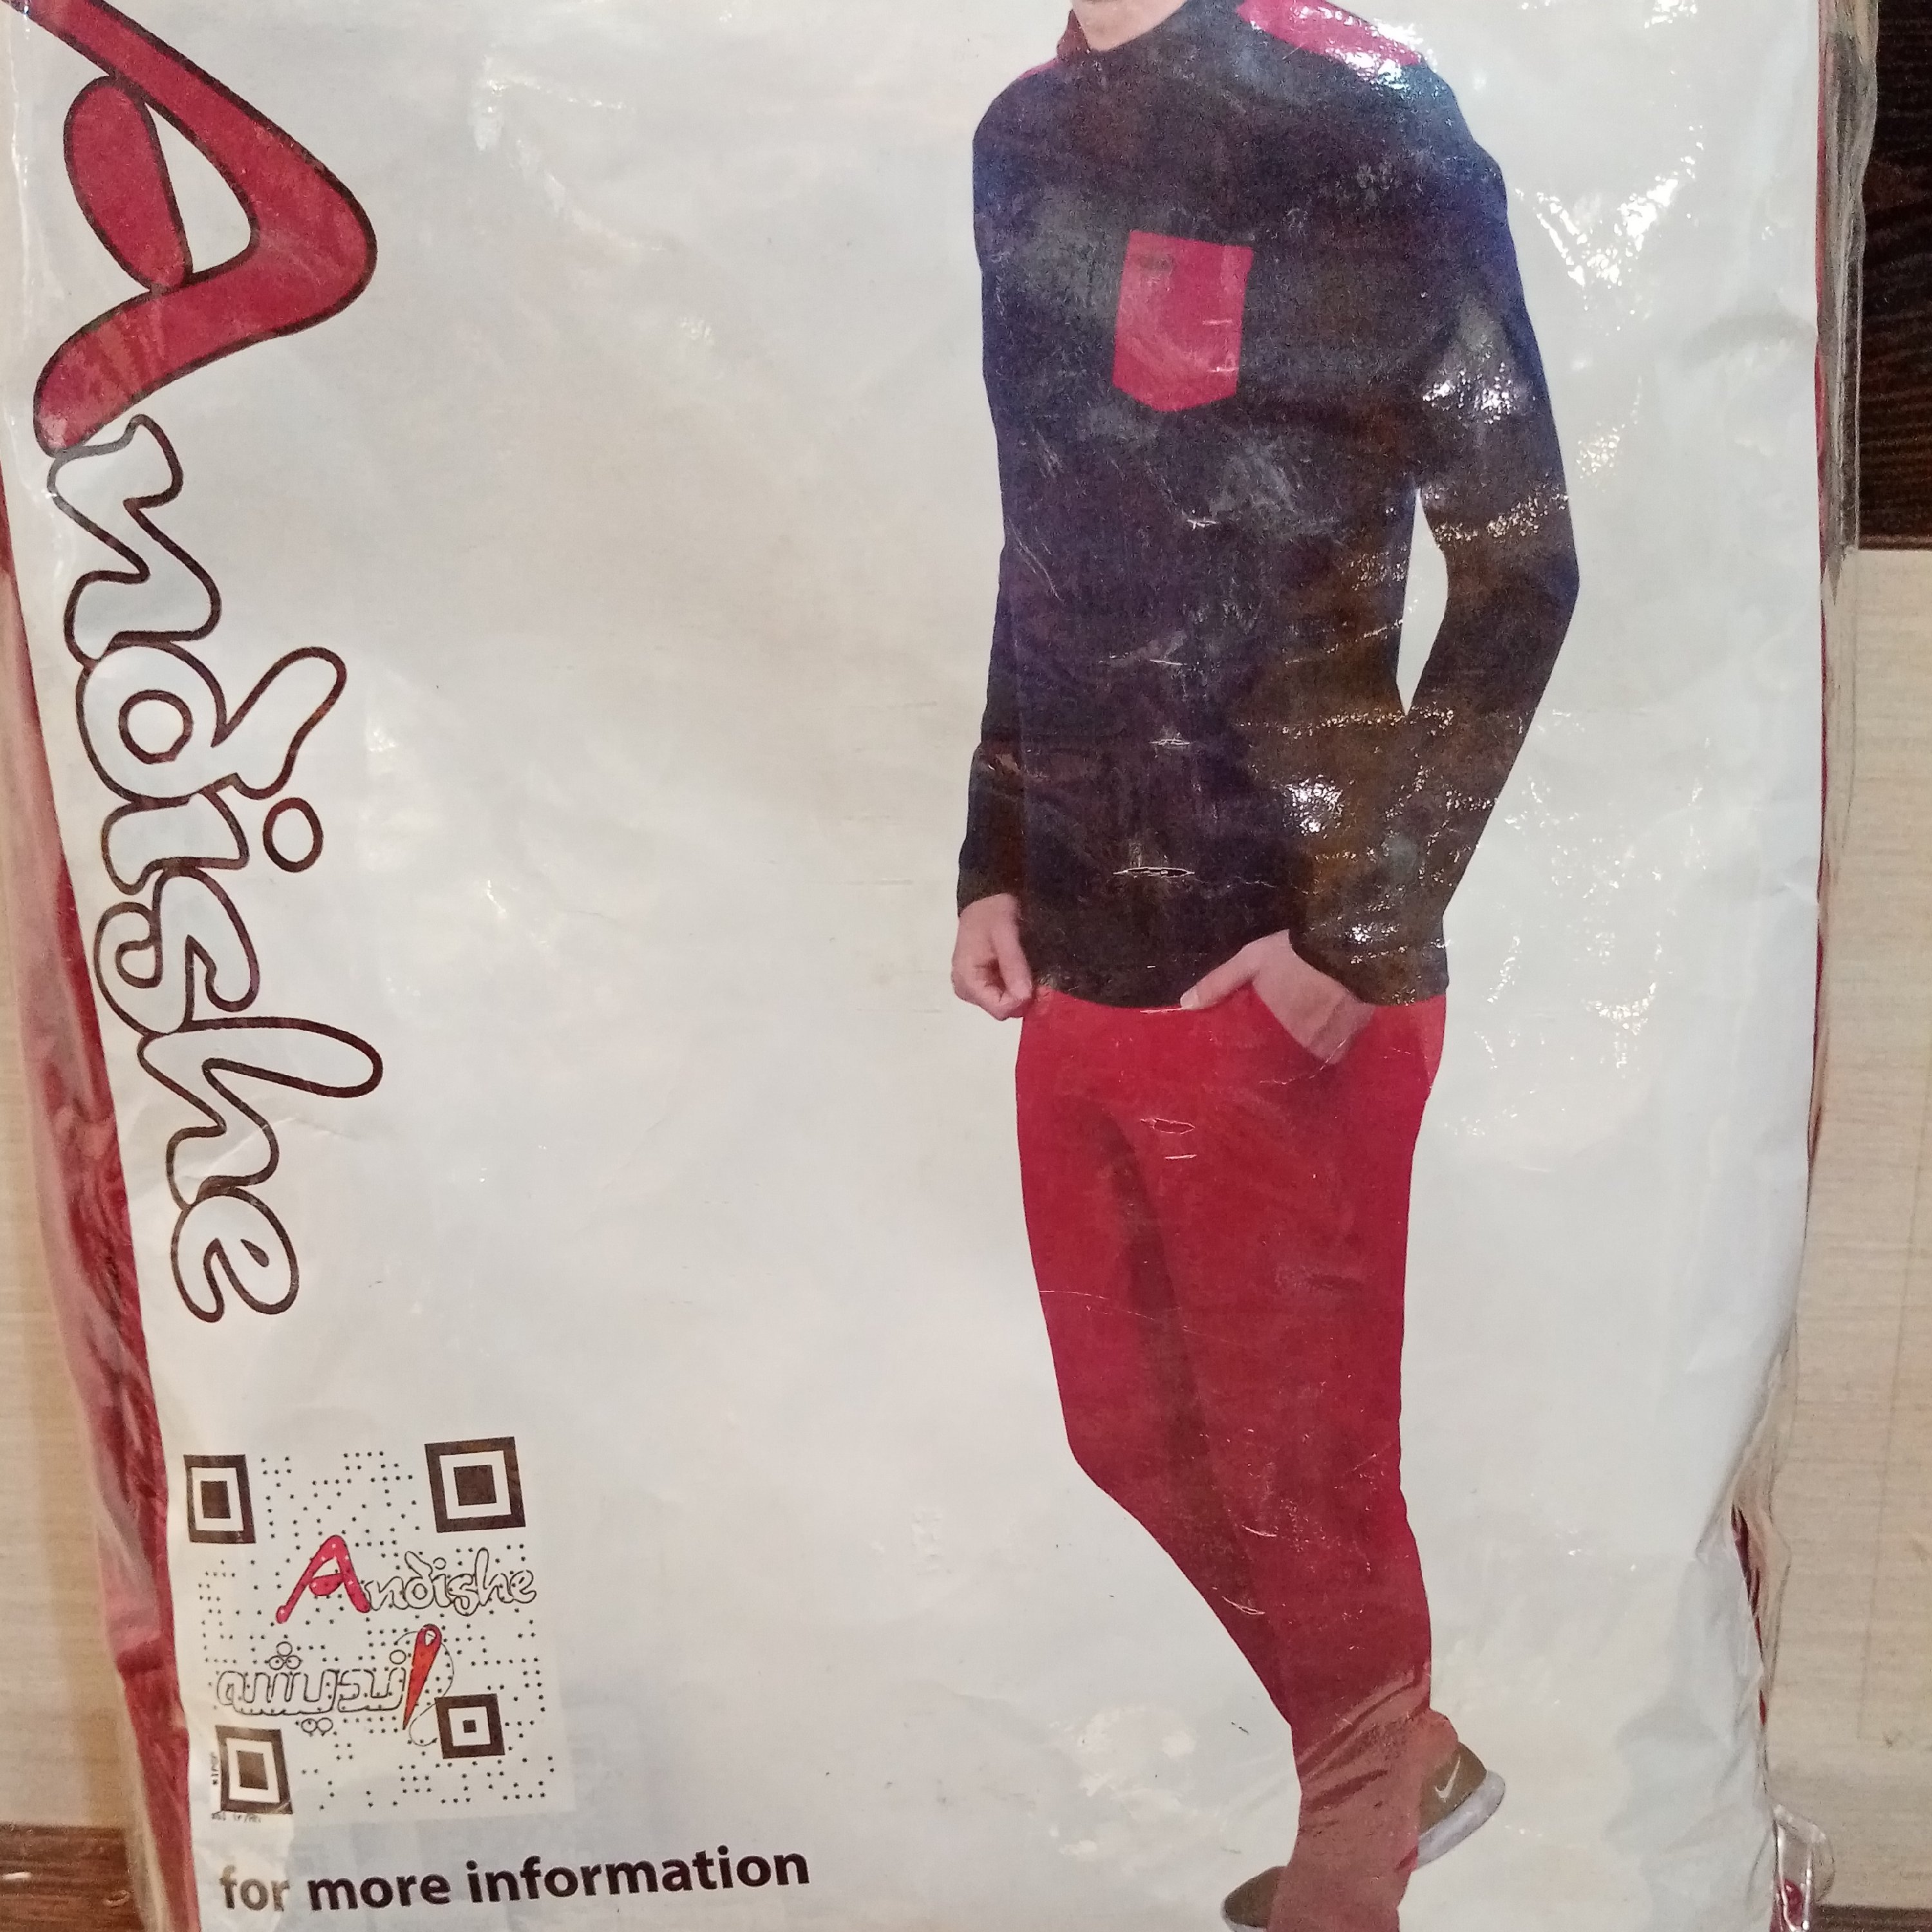 Andishe
Andishe
اندیشه
for more information